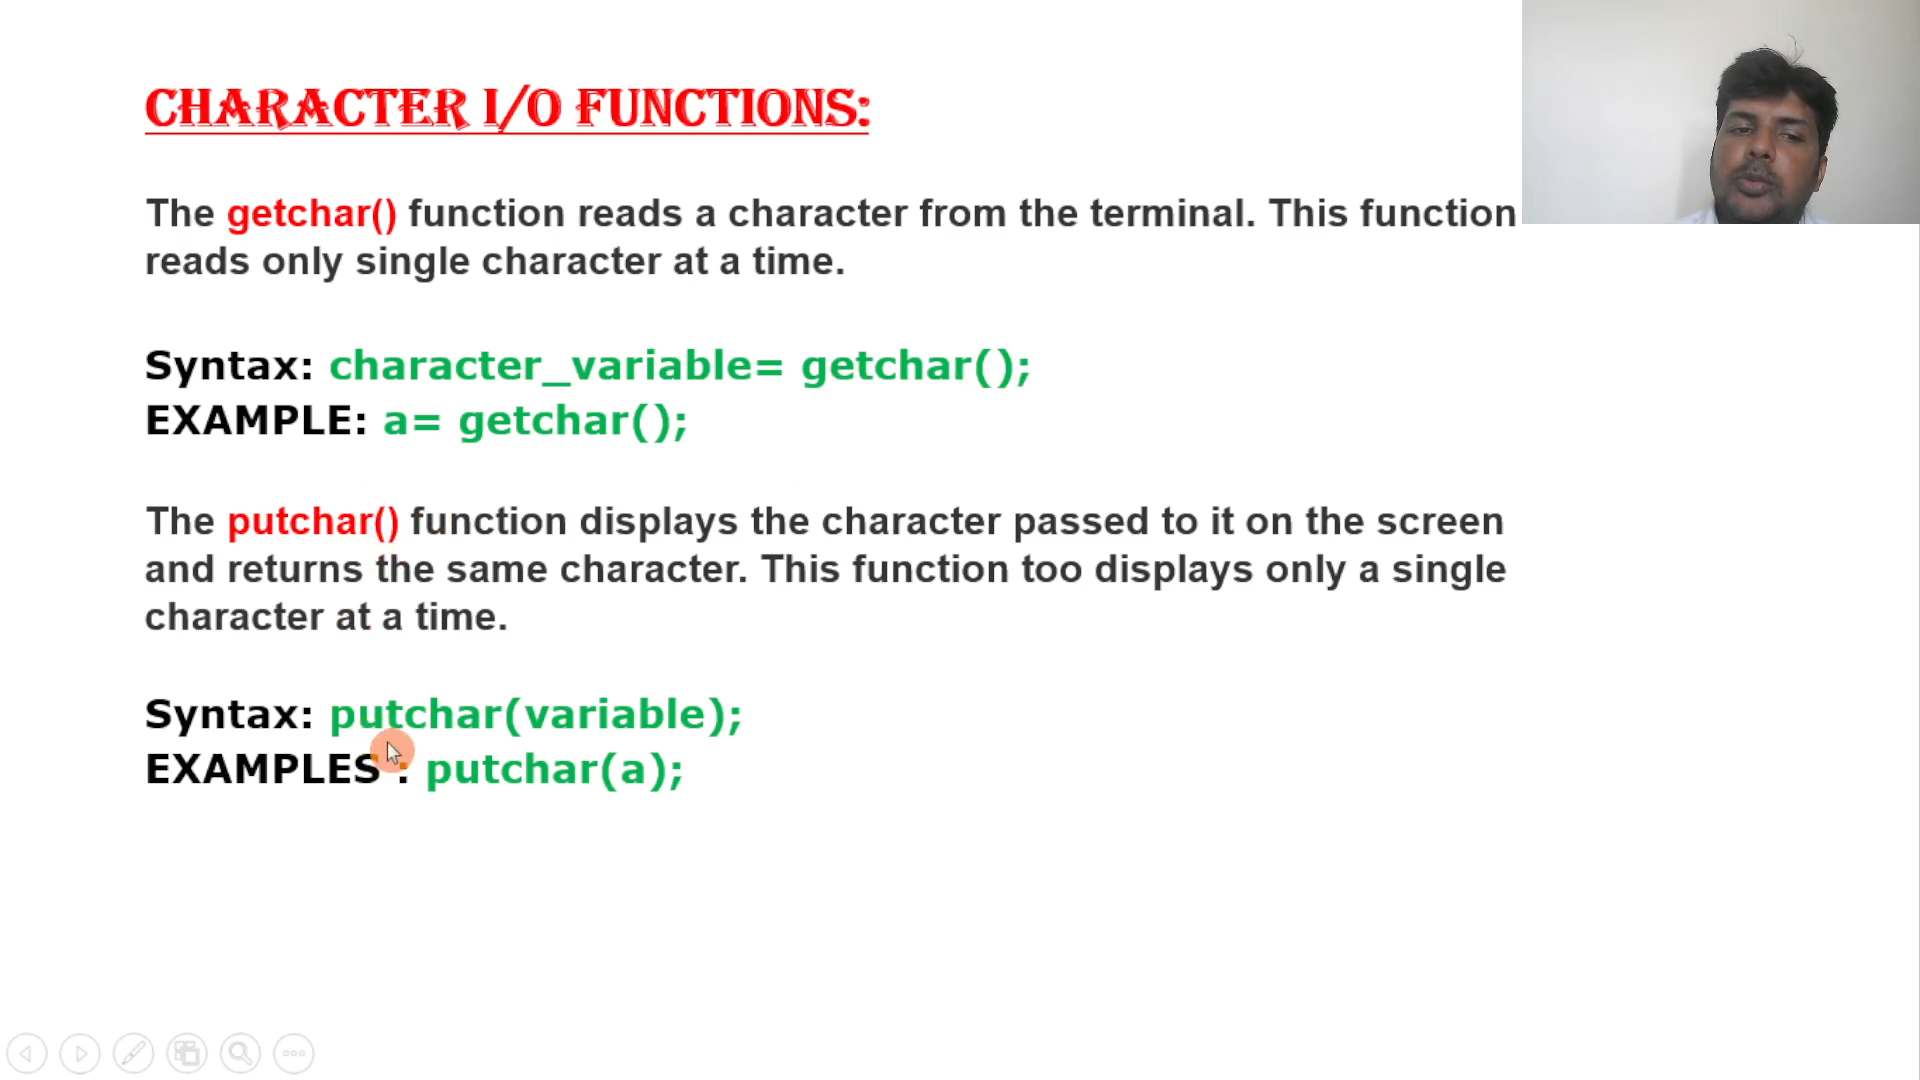 CHARACTER I/O FUNCTIONS:
The getchar() function reads a character from the terminal. This function
reads only single character at a time.
Syntax: character_variable= getchar();
EXAMPLE: a= getchar();
The putchar() function displays the character passed to it on the screen
and returns the same character. This function too displays only a single
character at a time.
Syntax: putchar(variable);
EXAMPLES : putchar(a);